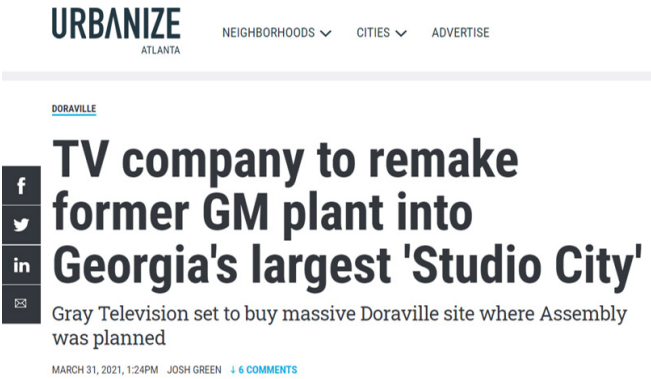 URBANIZE
ATLANTA
NEIGHBORHOODS CITIES ADVERTISE
DORAVILLE
TV company to remake
former GM plant into
Georgia's largest 'Studio City'
Gray Television set to buy massive Doraville site where Assembly
was planned
MARCH 31, 2021, 1:24PM JOSH GREEN ↓ 6 COMMENTS